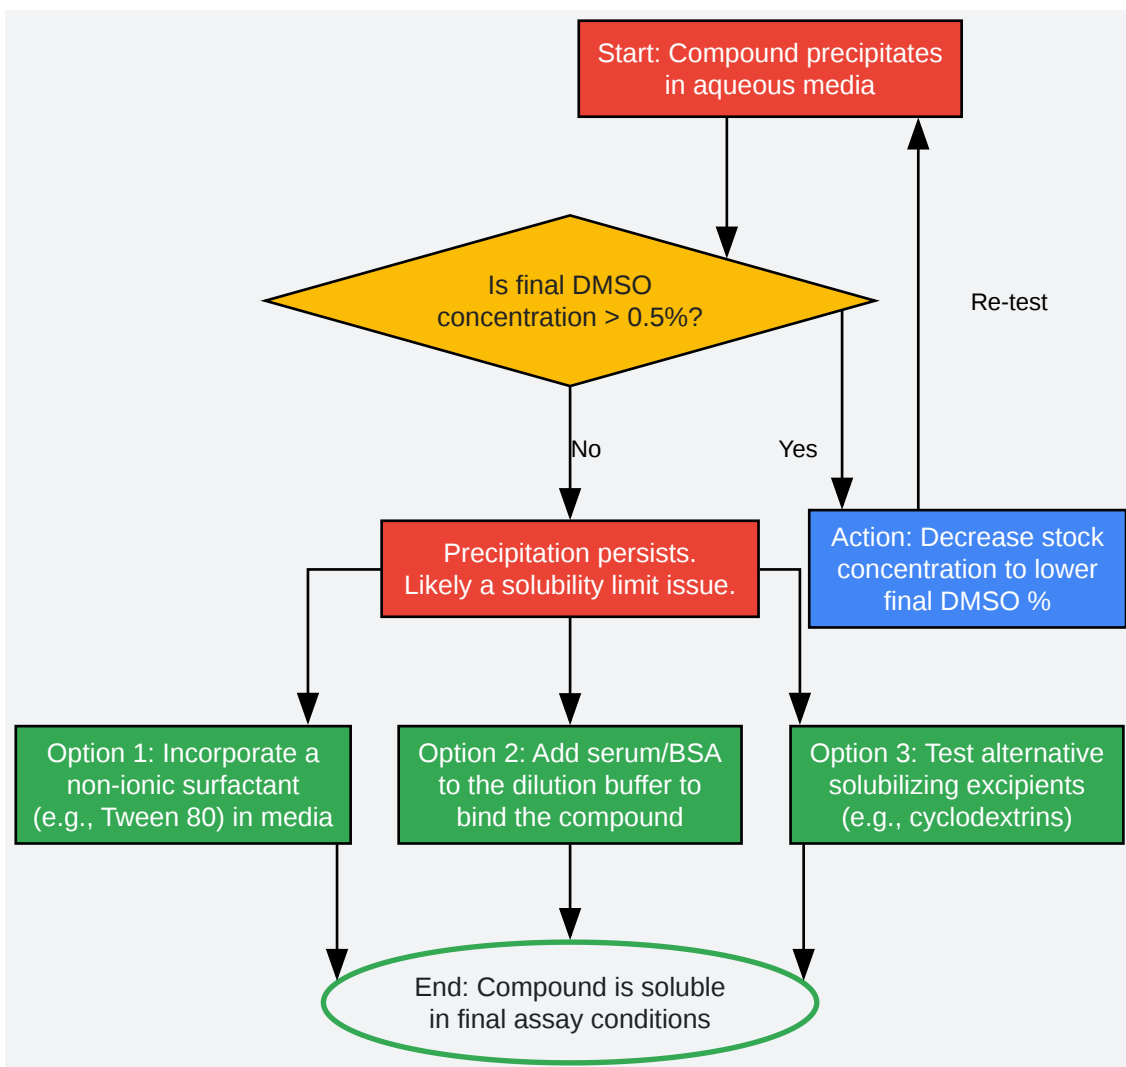 Start: Compound precipitates
in aqueous media
Is final DMSO
concentration > 0.5%?
Re-test
No
Yes
Precipitation persists.
Likely a solubility limit issue.
Action: Decrease stock
concentration to lower
final DMSO %
Option 1: Incorporate a
non-ionic surfactant
(e.g., Tween 80) in media
Option 2: Add serum/BSA
to the dilution buffer to
bind the compound
Option 3: Test alternative
solubilizing excipients
(e.g., cyclodextrins)
End: Compound is soluble
in final assay conditions